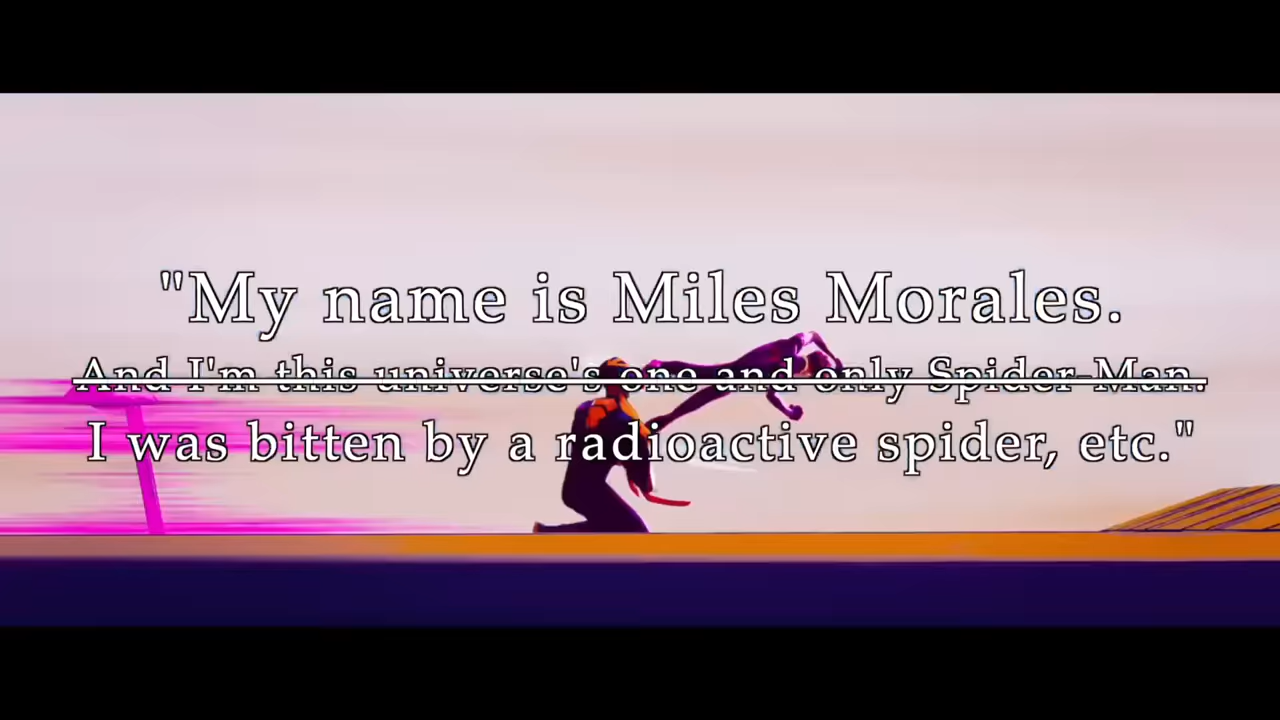 "My name is Miles Morales.
And I'm this universe's one and only Spider-Man.
I was bitten by a radioactive spider, etc."